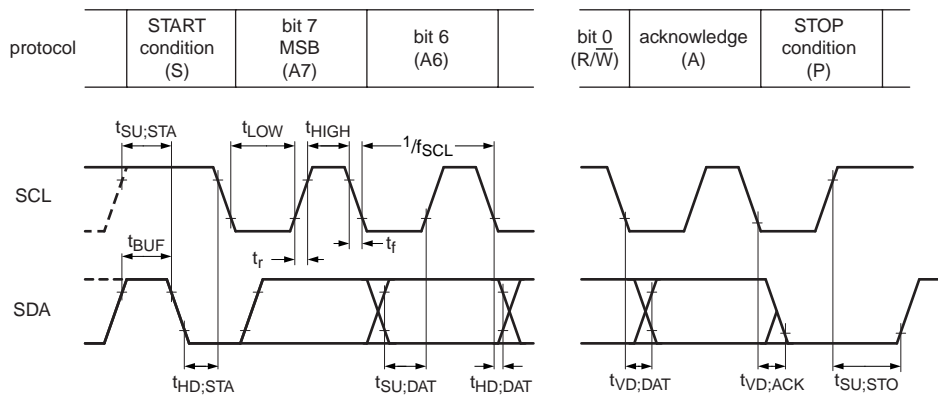 protocol
START
condition
(S)
bit 7
MSB
(A7)
bit 6
(A6)
bit 0
(R/W̅)
acknowledge
(A)
STOP
condition
(P)
tSU;STA
tLOW
tHIGH
1/fSCL
SCL
tBUF
tr
tf
SDA
tHD;STA
tSU;DAT
tHD;DAT
tVD;DAT
tVD;ACK
tSU;STO